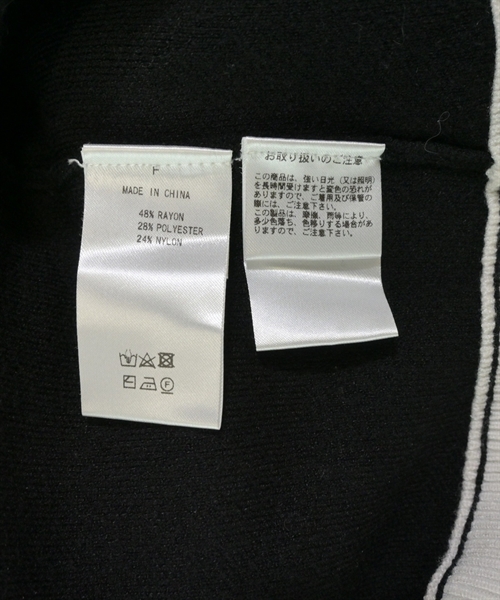 F
MADE IN CHINA
48% RAYON
28% POLYESTER
24% NYLON
お取り扱いのご注意
この商品は、強い日光(又は照明)
を長時間受けますと変色の恐れが
ありますので、ご着用及び保管の
際には、ご注意下さい。
この製品は、摩擦、雨等により、
多少色落ち、色移りする場合が
ありますのでご注意下さい。